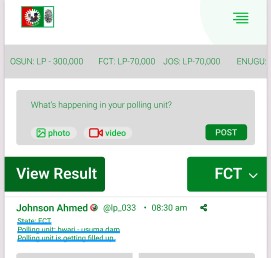 OSUN: LP - 300,000 FCT: LP-70,000 JOS: LP-70,000 ENUGU:
What's happening in your polling unit?
photo video POST
View Result FCT
Johnson Ahmed @lp_033 • 08:30 am
State: FCT
Polling unit: bwari - usuma dam
Polling unit is getting filled up.